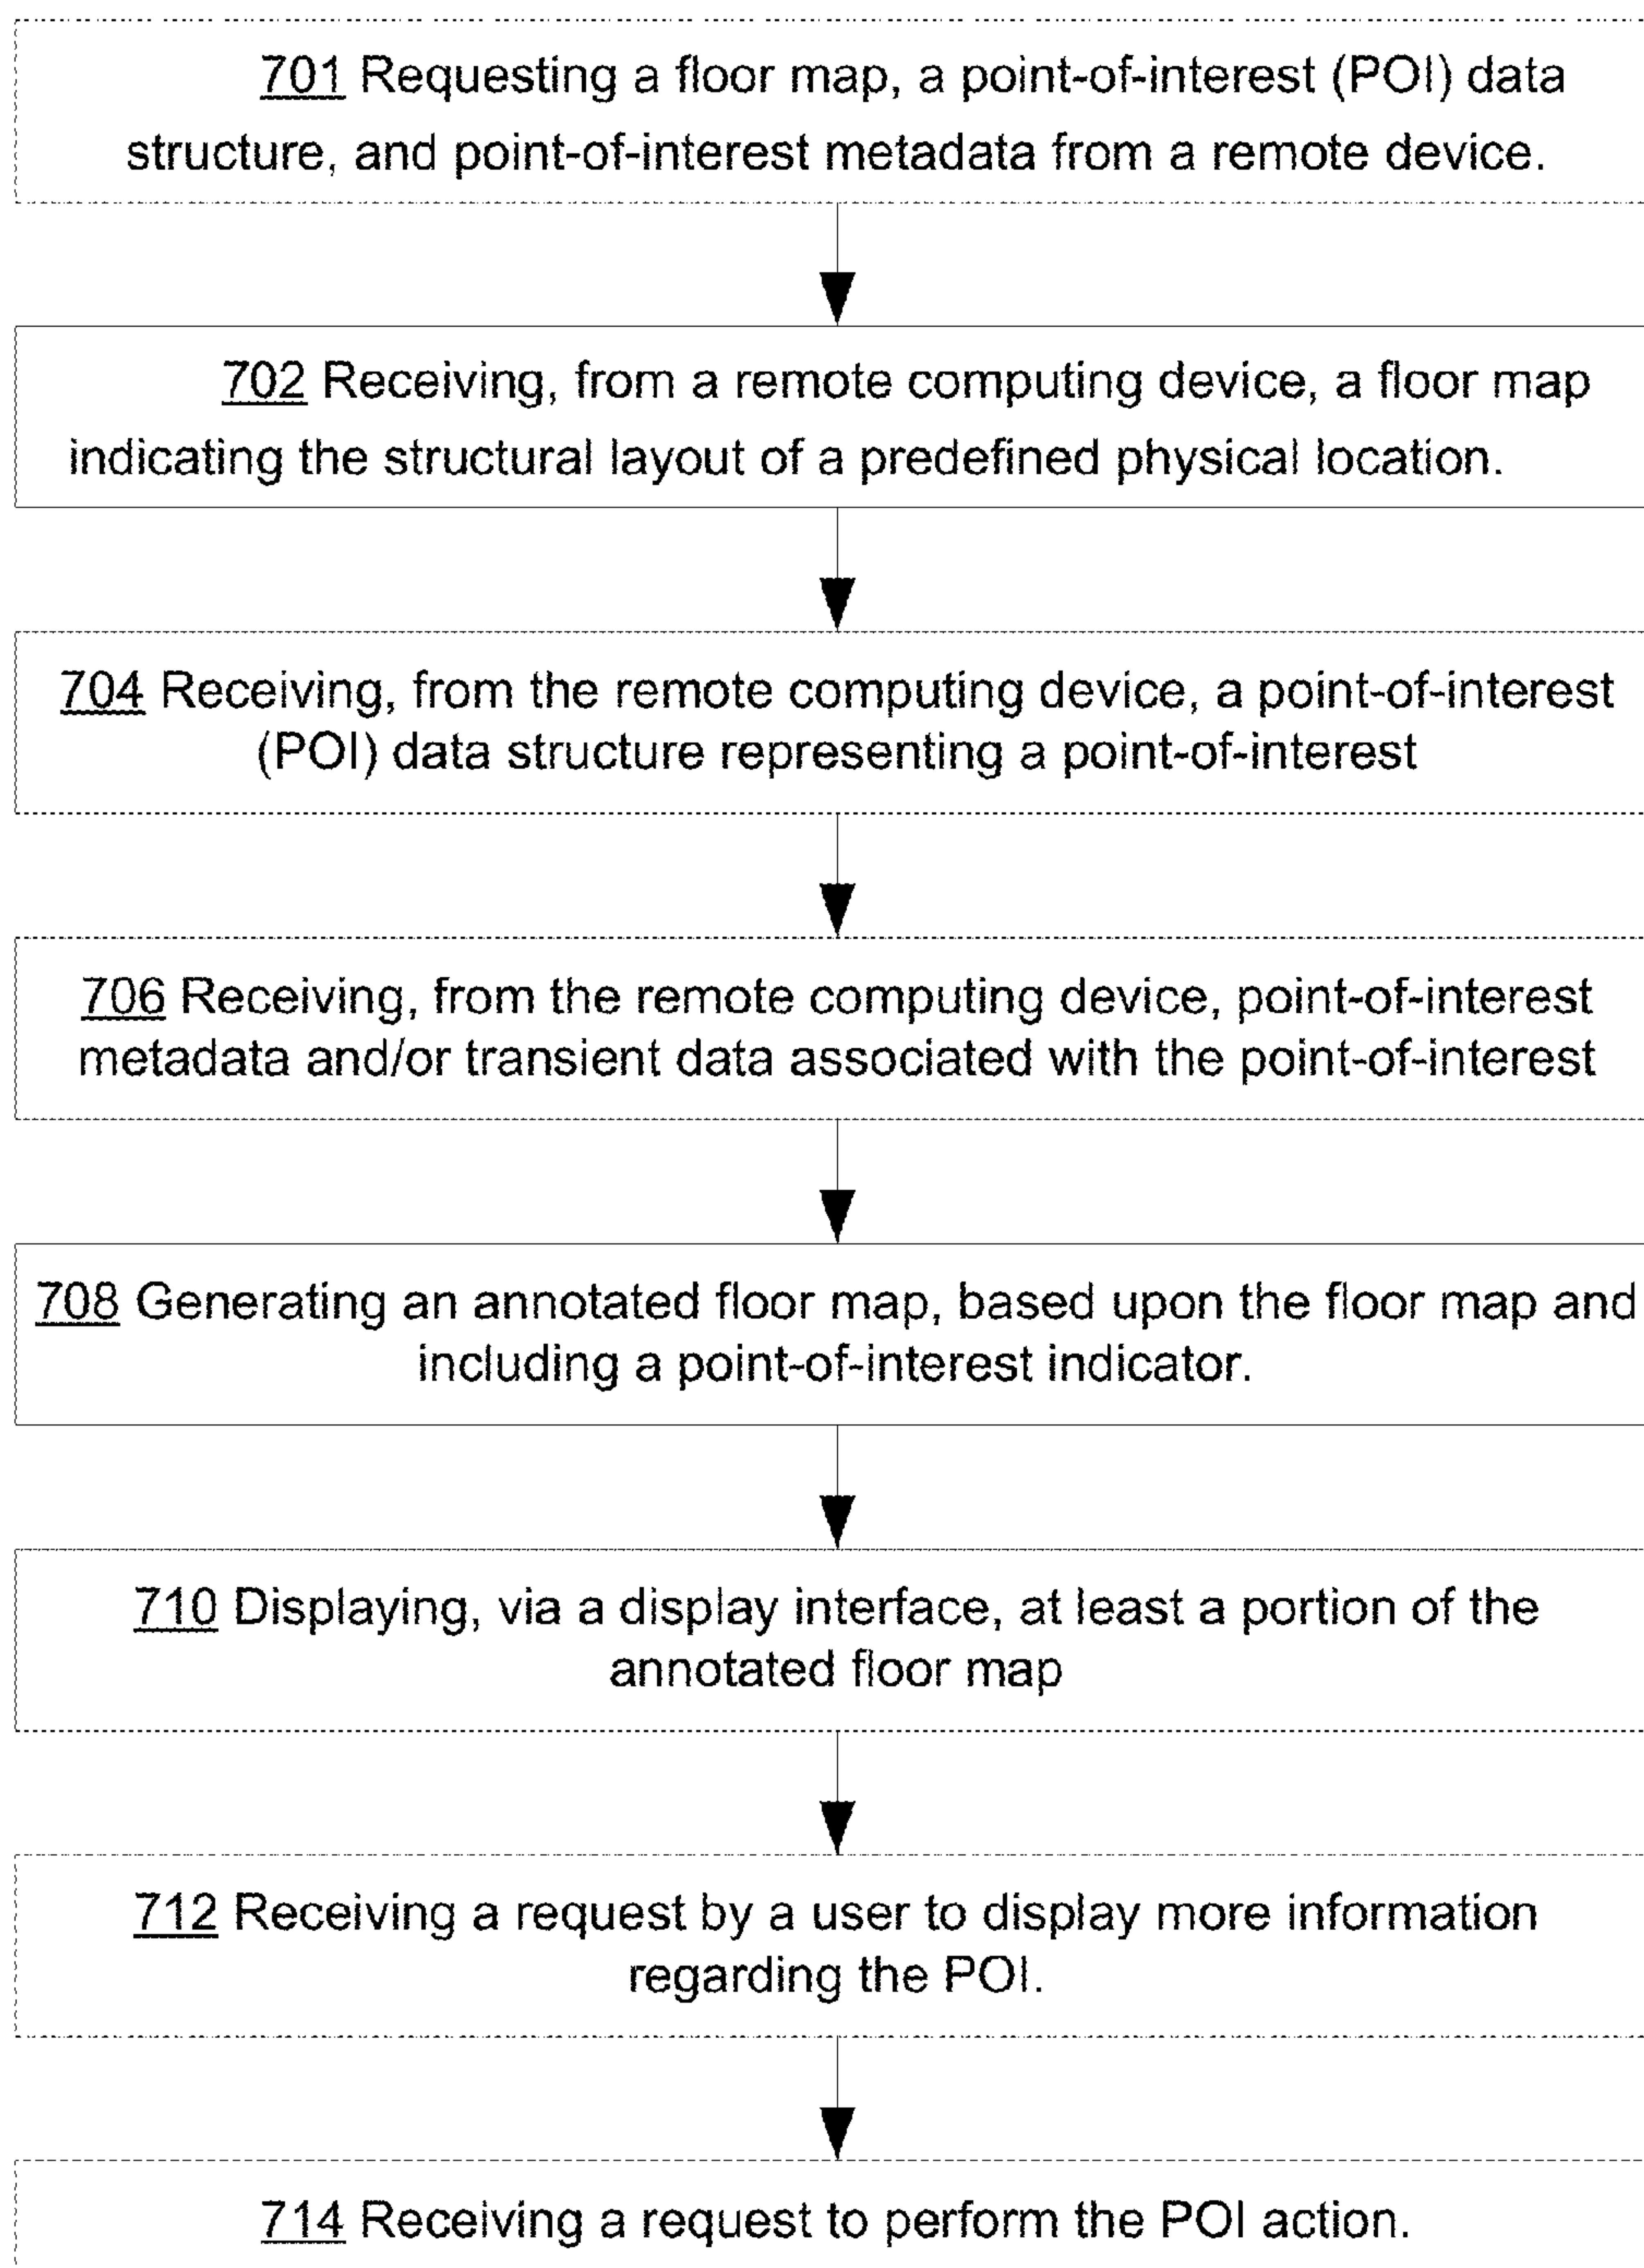 701 Requesting a floor map, a point-of-interest (POI) data
structure, and point-of-interest metadata from a remote device.
702 Receiving, from a remote computing device, a floor map
indicating the structural layout of a predefined physical location.
704 Receiving, from the remote computing device, a point-of-interest
(POI) data structure representing a point-of-interest
706 Receiving, from the remote computing device, point-of-interest
metadata and/or transient data associated with the point-of-interest
708 Generating an annotated floor map, based upon the floor map and
including a point-of-interest indicator.
710 Displaying, via a display interface, at least a portion of the
annotated floor map
712 Receiving a request by a user to display more information
regarding the POI.
714 Receiving a request to perform the POI action.